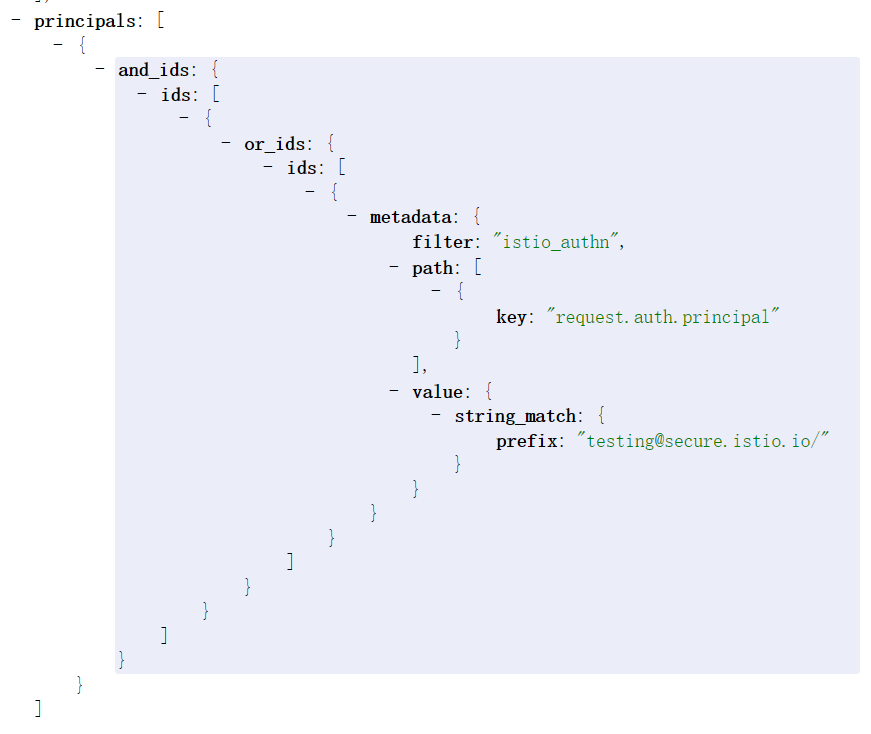 - principals: [
- {
- and_ids: {
- ids: [
- {
- or_ids: {
- ids: [
- {
- metadata: {
filter: "istio_authn",
- path: [
- {
key: "request.auth.principal"
}
],
- value: {
- string_match: {
prefix: "testing@secure.istio.io/"
}
}
}
}
]
}
}
]
}
}
]